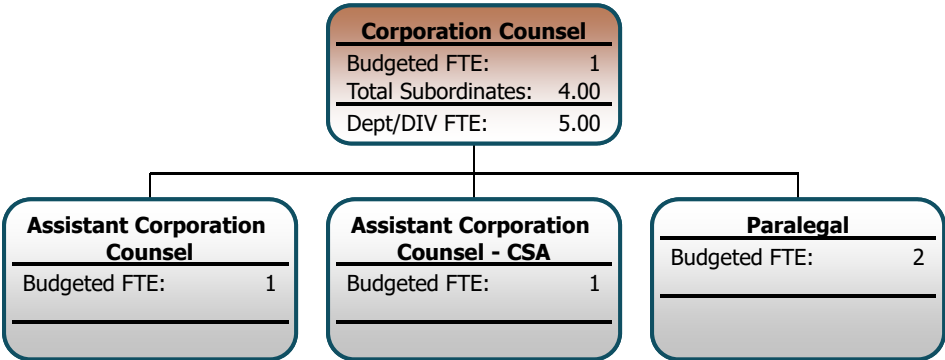 Corporation Counsel
Budgeted FTE: 1
Total Subordinates: 4.00
Dept/DIV FTE: 5.00
Assistant Corporation
Counsel
Budgeted FTE: 1
Assistant Corporation
Counsel - CSA
Budgeted FTE: 1
Paralegal
Budgeted FTE: 2